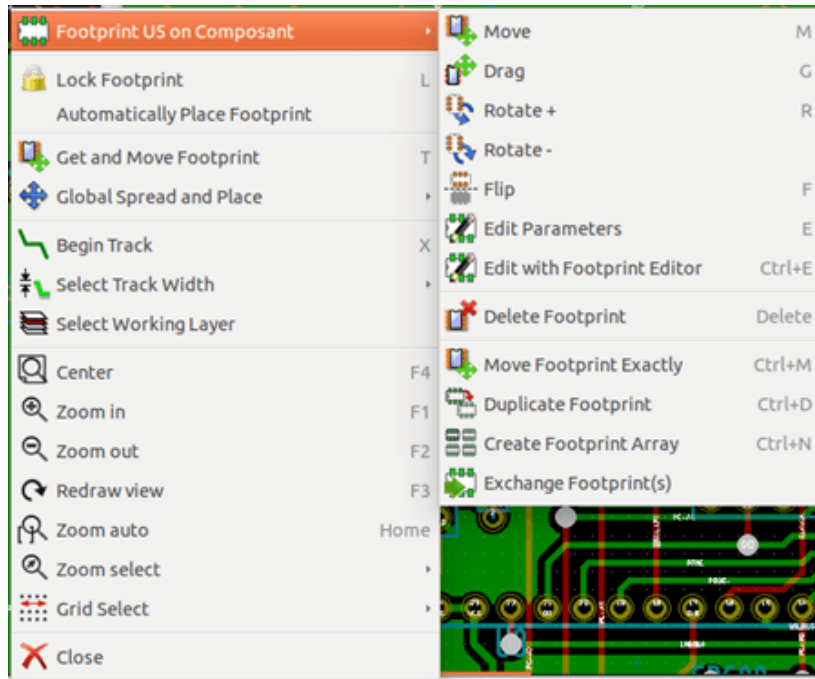 Footprint U5 on Composant
Lock Footprint L
Automatically Place Footprint
Get and Move Footprint T
Global Spread and Place
Begin Track X
Select Track Width
Select Working Layer
Center F4
Zoom in F1
Zoom out F2
Redraw view F3
Zoom auto Home
Zoom select
Grid Select
Close
Move M
Drag G
Rotate + R
Rotate -
Flip F
Edit Parameters E
Edit with Footprint Editor Ctrl+E
Delete Footprint Delete
Move Footprint Exactly Ctrl+M
Duplicate Footprint Ctrl+D
Create Footprint Array Ctrl+N
Exchange Footprint(s)